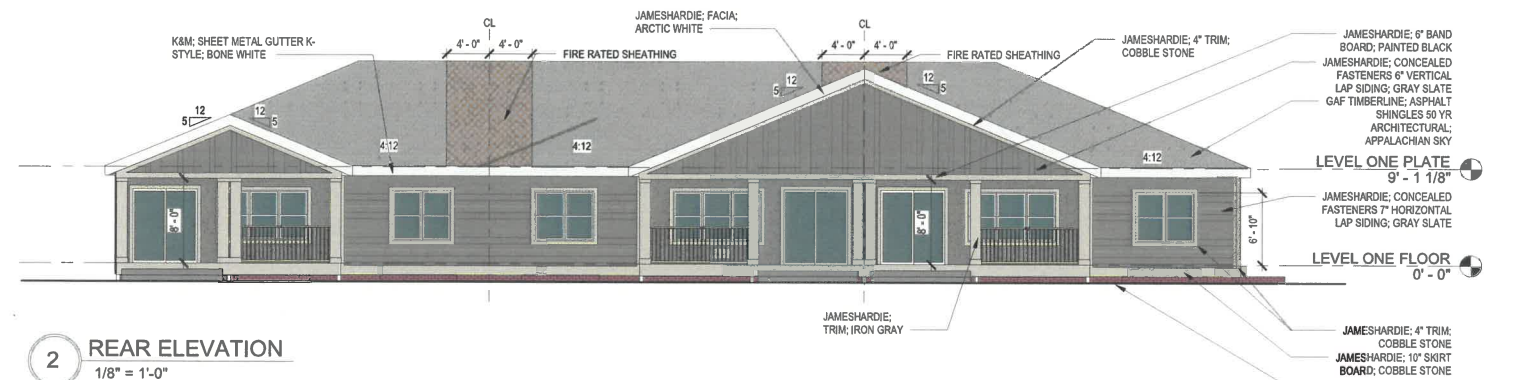 CL
4' - 0" 4' - 0"
FIRE RATED SHEATHING
K&M; SHEET METAL GUTTER K-
STYLE; BONE WHITE
JAMESHARDIE; FACIA;
ARCTIC WHITE
CL
4' - 0" 4' - 0"
FIRE RATED SHEATHING
JAMESHARDIE; 4" TRIM;
COBBLE STONE
JAMESHARDIE; 6" BAND
BOARD; PAINTED BLACK
JAMESHARDIE; CONCEALED
FASTENERS 6" VERTICAL
LAP SIDING; GRAY SLATE
GAF TIMBERLINE; ASPHALT
SHINGLES 50 YR
ARCHITECTURAL;
APPALACHIAN SKY
12
5
12
5
12
5
12
5
4:12
4:12
4:12
LEVEL ONE PLATE
9' - 1 1/8"
JAMESHARDIE; CONCEALED
FASTENERS 7" HORIZONTAL
LAP SIDING; GRAY SLATE
8' - 0"
8' - 0"
6' - 10"
LEVEL ONE FLOOR
0' - 0"
JAMESHARDIE;
TRIM; IRON GRAY
JAMESHARDIE; 4" TRIM;
COBBLE STONE
JAMESHARDIE; 10" SKIRT
BOARD; COBBLE STONE
2
REAR ELEVATION
1/8" = 1'-0"